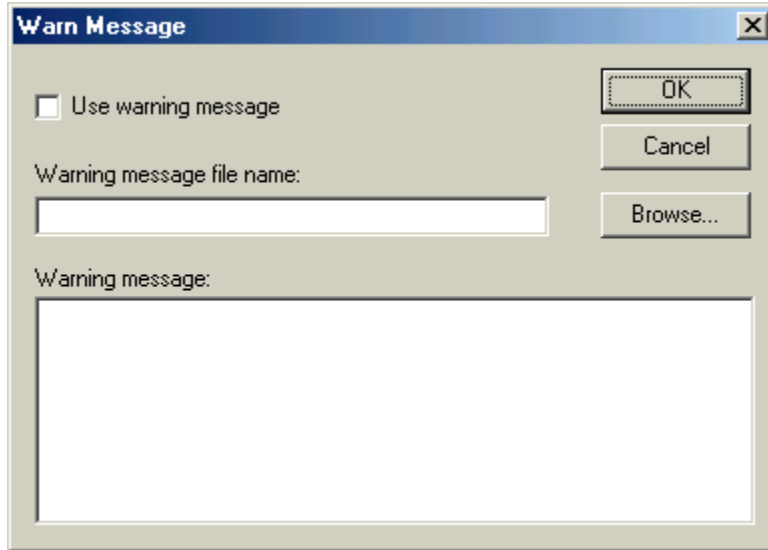 Warn Message
Use warning message
OK
Cancel
Warning message file name:
Browse...
Warning message: